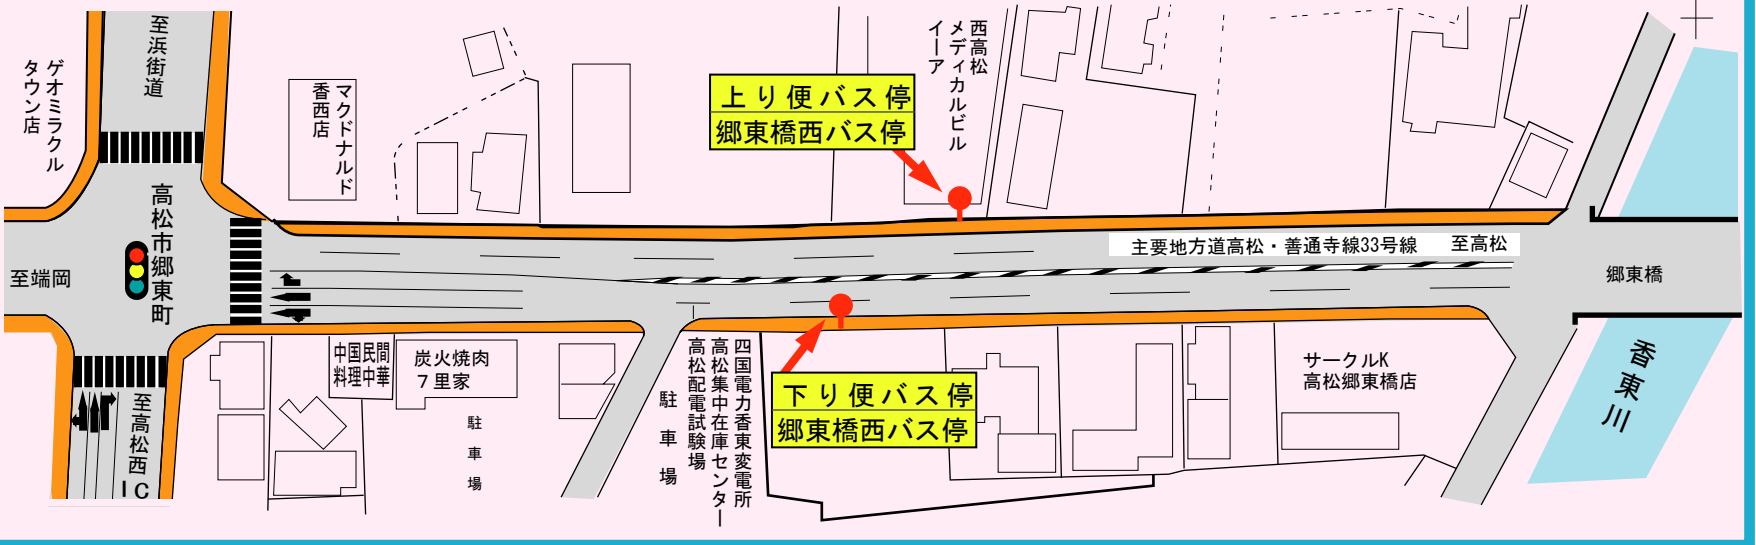 至浜街道
ゲオミラクル
タウン店
マクドナルド
香西店
上り便バス停
郷東橋西バス停
西高松
メディカルビル
イーア
高松市郷東町
至端岡
主要地方道高松・善通寺線33号線
至高松
郷東橋
香東川
至高松西IC
中国民間
料理中華
炭火焼肉
7里家
駐車場
駐車場
四国電力香東変電所
高松集中在庫センター
高松配電試験場
下り便バス停
郷東橋西バス停
サークルK
高松郷東橋店